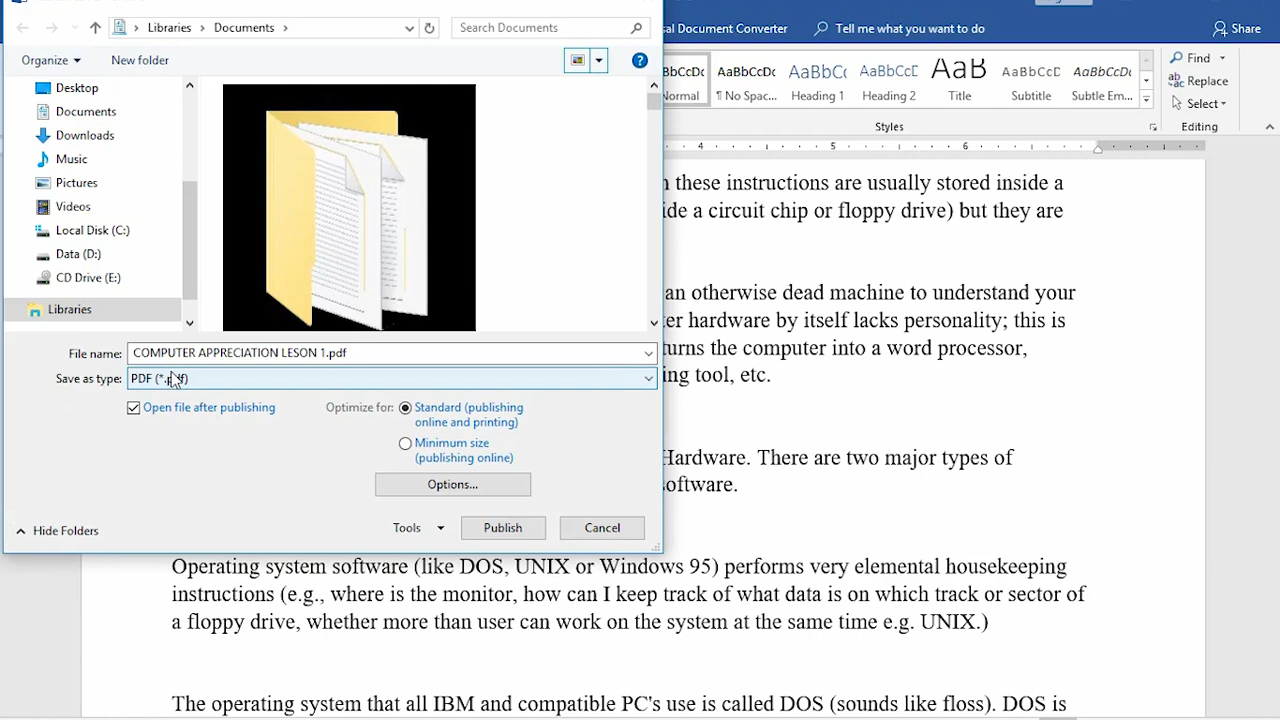 Libraries > Documents >
Search Documents
Organize
New folder
Desktop
Documents
Downloads
Music
Pictures
Videos
Local Disk (C:)
Data (D:)
CD Drive (E:)
Libraries
File name: COMPUTER APPRECIATION LESON 1.pdf
Save as type: PDF (*.pdf)
Open file after publishing
Optimize for:
Standard (publishing
online and printing)
Minimum size
(publishing online)
Options...
Hide Folders
Tools
Publish
Cancel
Document Converter
Tell me what you want to do
Share
AaBbCcDc AaBbCcDc AaBbC AaBbCcD AaB AaBbCcD AaBbCcDc
¶ No Spac... Heading 1 Heading 2 Title Subtitle Subtle Em...
Styles
Find
Replace
Select
Editing
4 5 6
these instructions are usually stored inside a
a circuit chip or floppy drive) but they are
an otherwise dead machine to understand your
hardware by itself lacks personality; this is
turns the computer into a word processor,
tool, etc.
Hardware. There are two major types of
software.
Operating system software (like DOS, UNIX or Windows 95) performs very elemental housekeeping
instructions (e.g., where is the monitor, how can I keep track of what data is on which track or sector of
a floppy drive, whether more than user can work on the system at the same time e.g. UNIX.)
The operating system that all IBM and compatible PC's use is called DOS (sounds like floss). DOS is